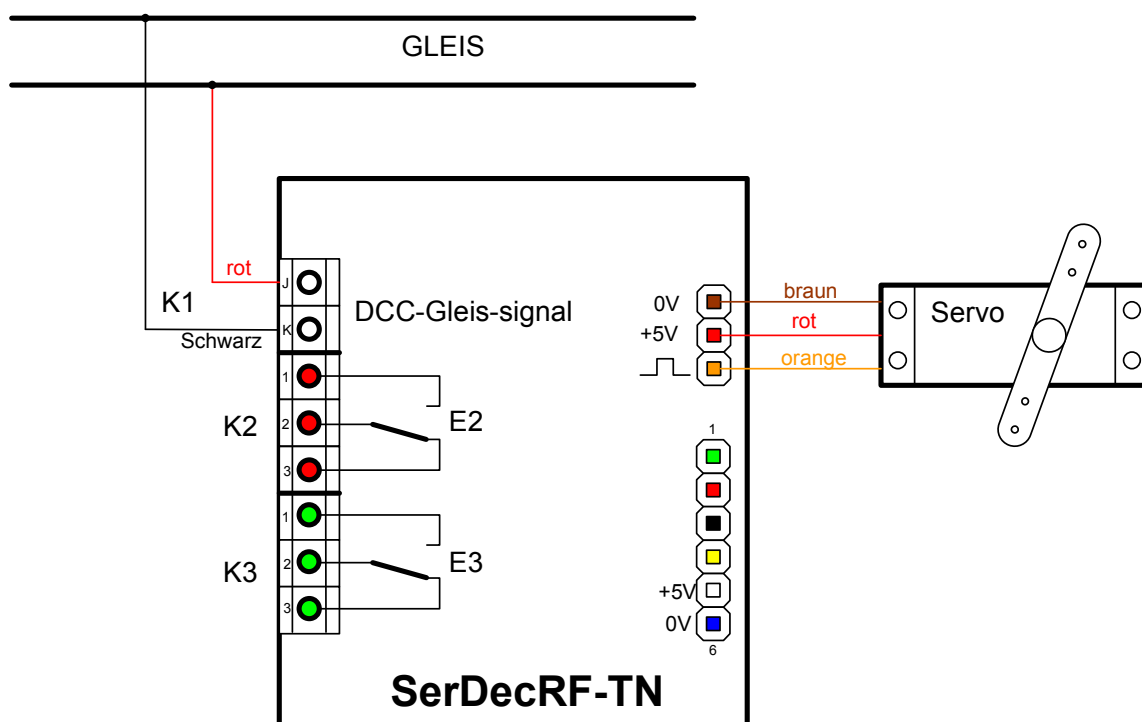 GLEIS
rot
J
K1
K
Schwarz
DCC-Gleis-signal
0V
+5V
braun
rot
orange
Servo
1
K2
2
E2
3
1
K3
2
E3
3
1
+5V
0V
6
SerDecRF-TN